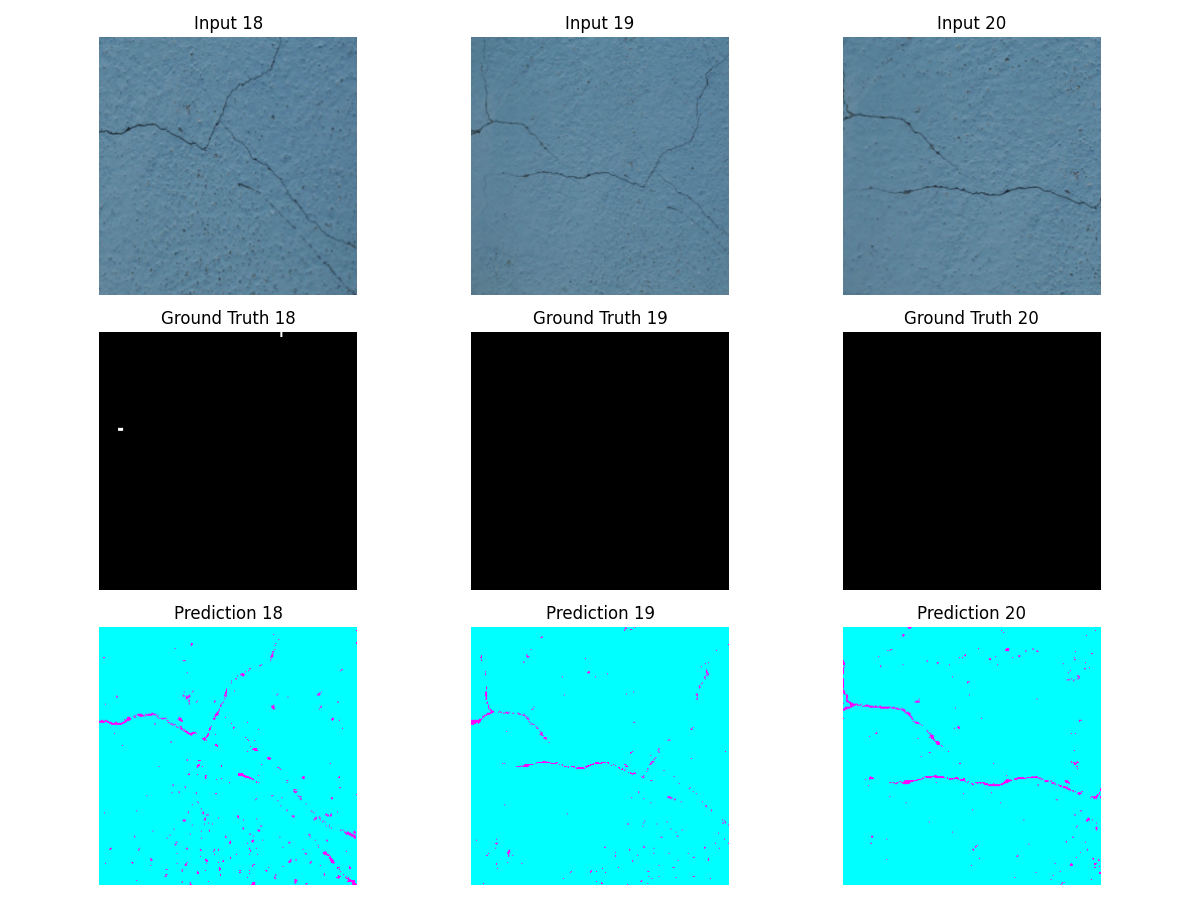 Input 18
Input 19
Input 20
Ground Truth 18
Ground Truth 19
Ground Truth 20
Prediction 18
Prediction 19
Prediction 20